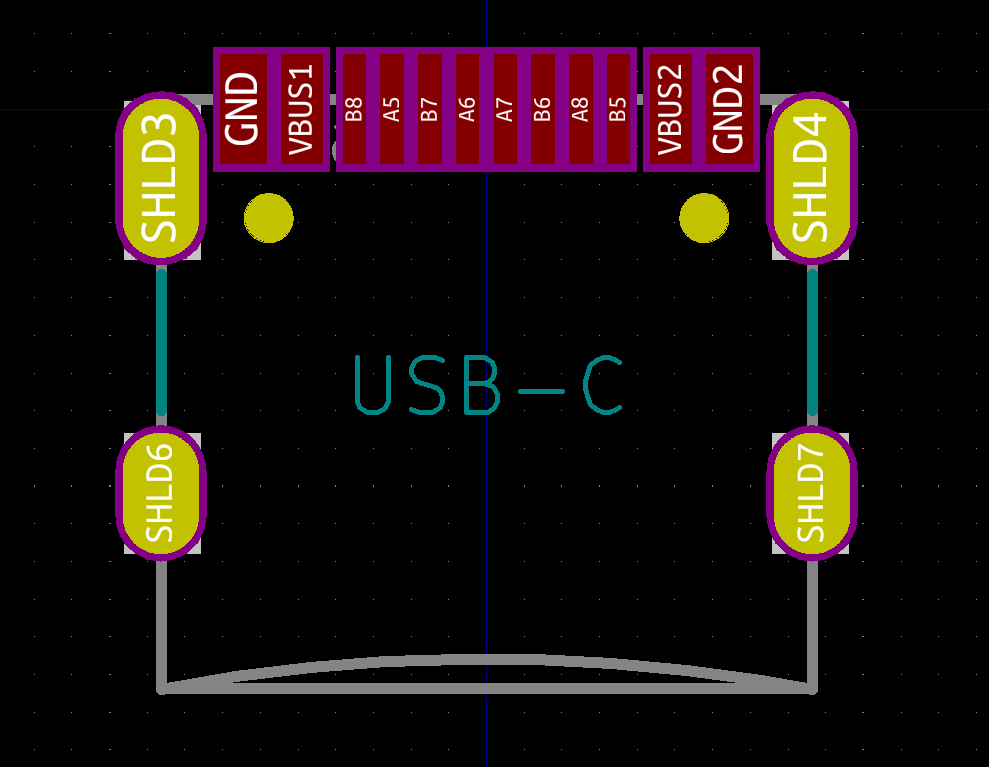 GND
VBUS1
B8
A5
B7
A6
A7
B6
A8
B5
VBUS2
GND2
SHLD3
SHLD4
USB-C
SHLD6
SHLD7